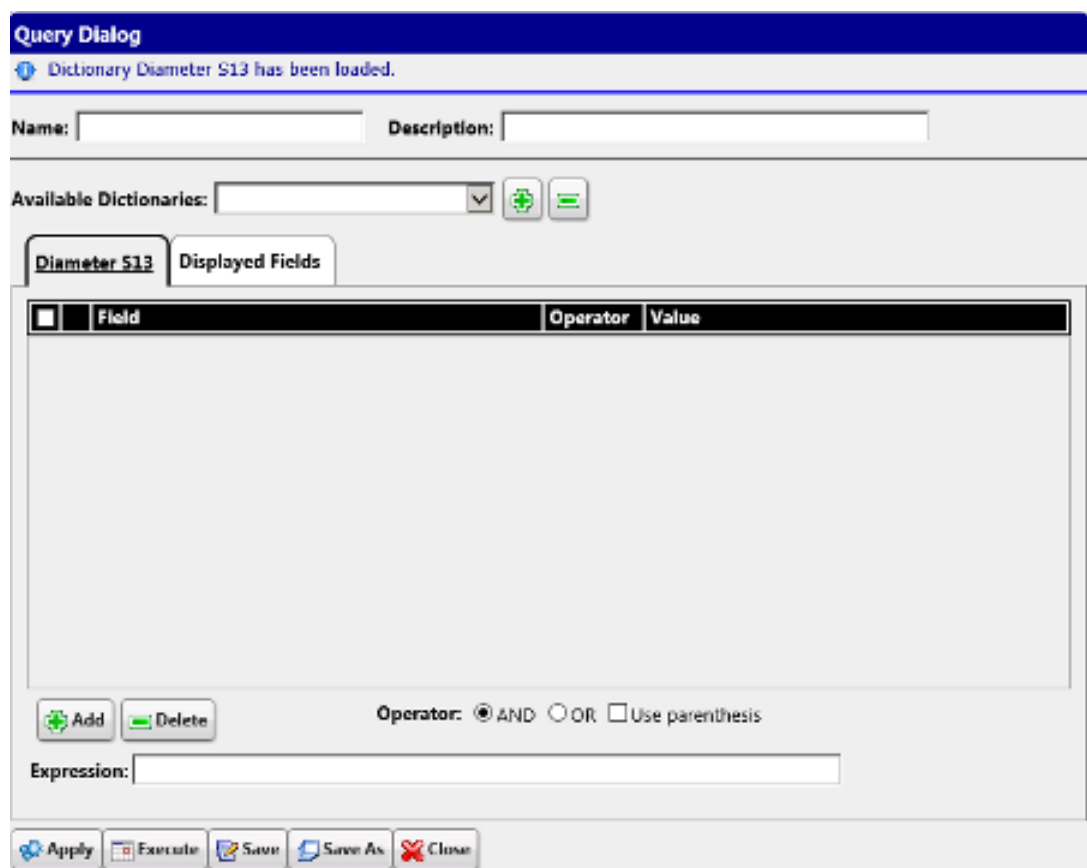 Query Dialog
Dictionary Diameter S13 has been loaded.
Name: Description:
Available Dictionaries:
Diameter S13 Displayed Fields
Field Operator Value
Add Delete Operator: AND OR Use parenthesis
Expression:
Apply Execute Save Save As Close